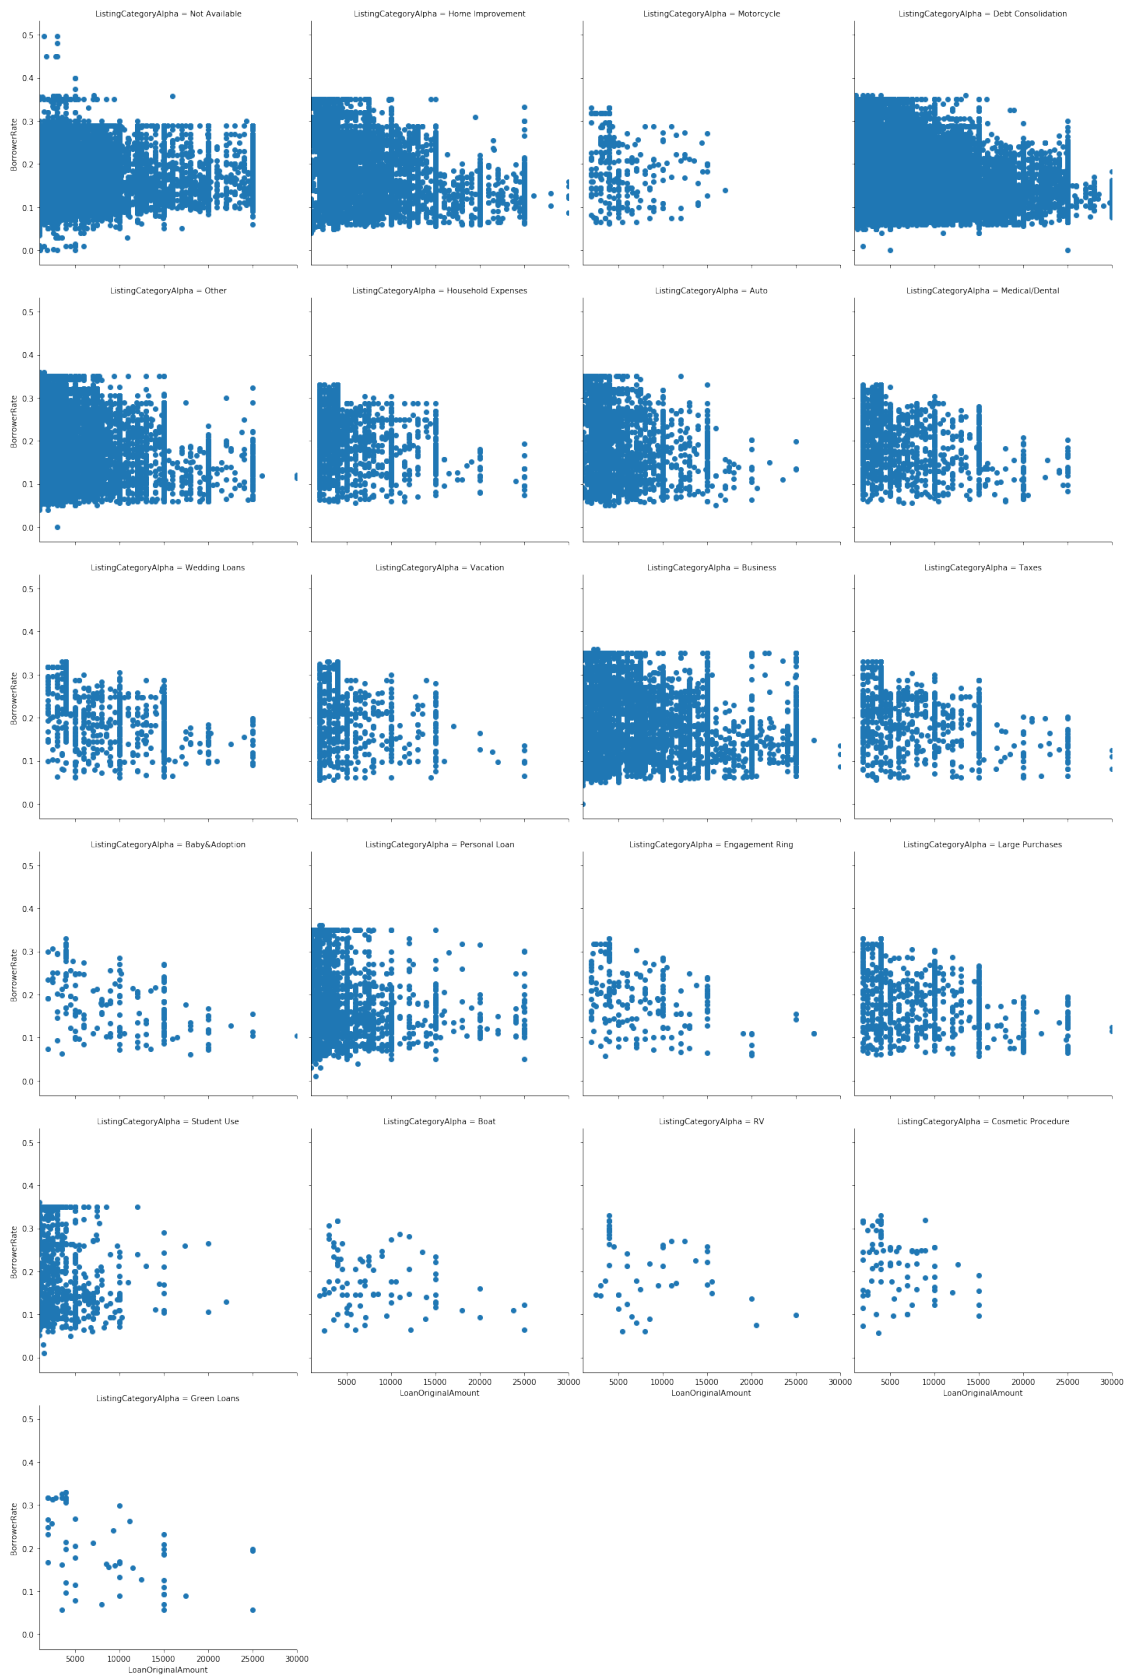 ListingCategoryAlpha = Not Available
ListingCategoryAlpha = Home Improvement
ListingCategoryAlpha = Motorcycle
ListingCategoryAlpha = Debt Consolidation
0.5
0.4
0.3
0.2
0.1
0.0
BorrowerRate
ListingCategoryAlpha = Other
ListingCategoryAlpha = Household Expenses
ListingCategoryAlpha = Auto
ListingCategoryAlpha = Medical/Dental
0.5
0.4
0.3
0.2
0.1
0.0
BorrowerRate
ListingCategoryAlpha = Wedding Loans
ListingCategoryAlpha = Vacation
ListingCategoryAlpha = Business
ListingCategoryAlpha = Taxes
0.5
0.4
0.3
0.2
0.1
0.0
BorrowerRate
ListingCategoryAlpha = Baby&Adoption
ListingCategoryAlpha = Personal Loan
ListingCategoryAlpha = Engagement Ring
ListingCategoryAlpha = Large Purchases
0.5
0.4
0.3
0.2
0.1
0.0
BorrowerRate
ListingCategoryAlpha = Student Use
ListingCategoryAlpha = Boat
ListingCategoryAlpha = RV
ListingCategoryAlpha = Cosmetic Procedure
0.5
0.4
0.3
0.2
0.1
0.0
BorrowerRate
5000 10000 15000 20000 25000 30000
LoanOriginalAmount
5000 10000 15000 20000 25000 30000
LoanOriginalAmount
5000 10000 15000 20000 25000 30000
LoanOriginalAmount
ListingCategoryAlpha = Green Loans
0.5
0.4
0.3
0.2
0.1
0.0
BorrowerRate
5000 10000 15000 20000 25000 30000
LoanOriginalAmount